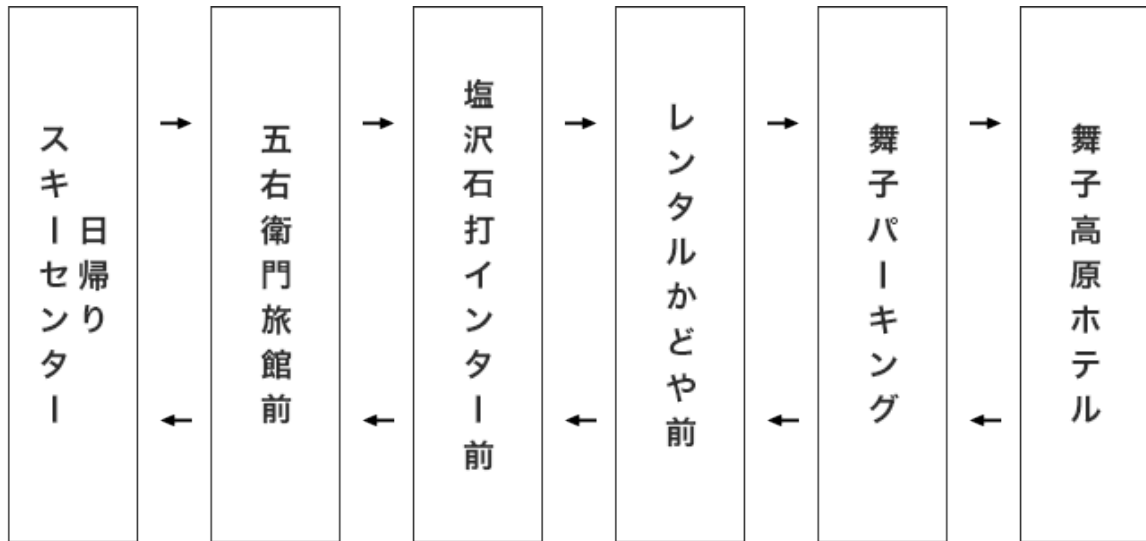 日帰り
スキーセンター
五右衛門旅館前
塩沢石打インター前
レンタルかどや前
舞子パーキング
舞子高原ホテル